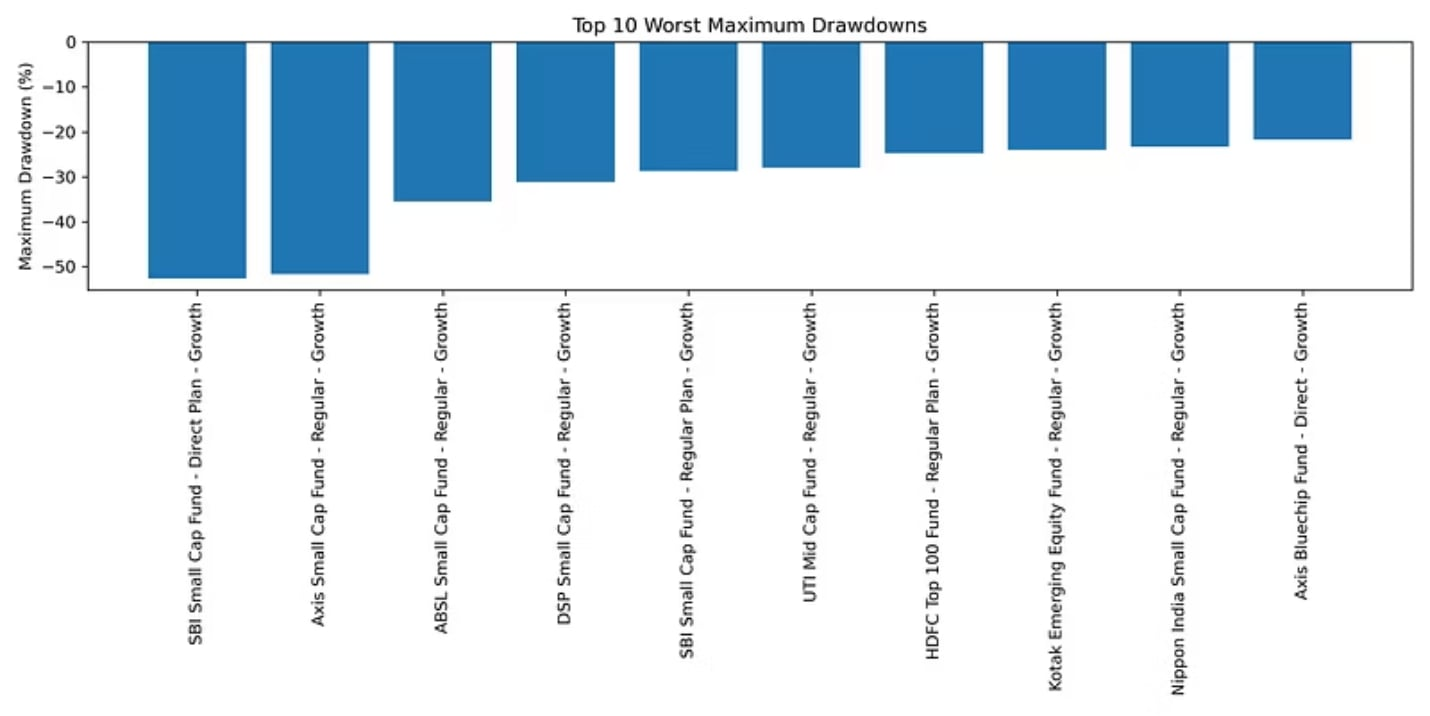 Top 10 Worst Maximum Drawdowns
Maximum Drawdown (%)
0
−10
−20
−30
−40
−50
SBI Small Cap Fund - Direct Plan - Growth
Axis Small Cap Fund - Regular - Growth
ABSL Small Cap Fund - Regular - Growth
DSP Small Cap Fund - Regular - Growth
SBI Small Cap Fund - Regular Plan - Growth
UTI Mid Cap Fund - Regular - Growth
HDFC Top 100 Fund - Regular Plan - Growth
Kotak Emerging Equity Fund - Regular - Growth
Nippon India Small Cap Fund - Regular - Growth
Axis Bluechip Fund - Direct - Growth